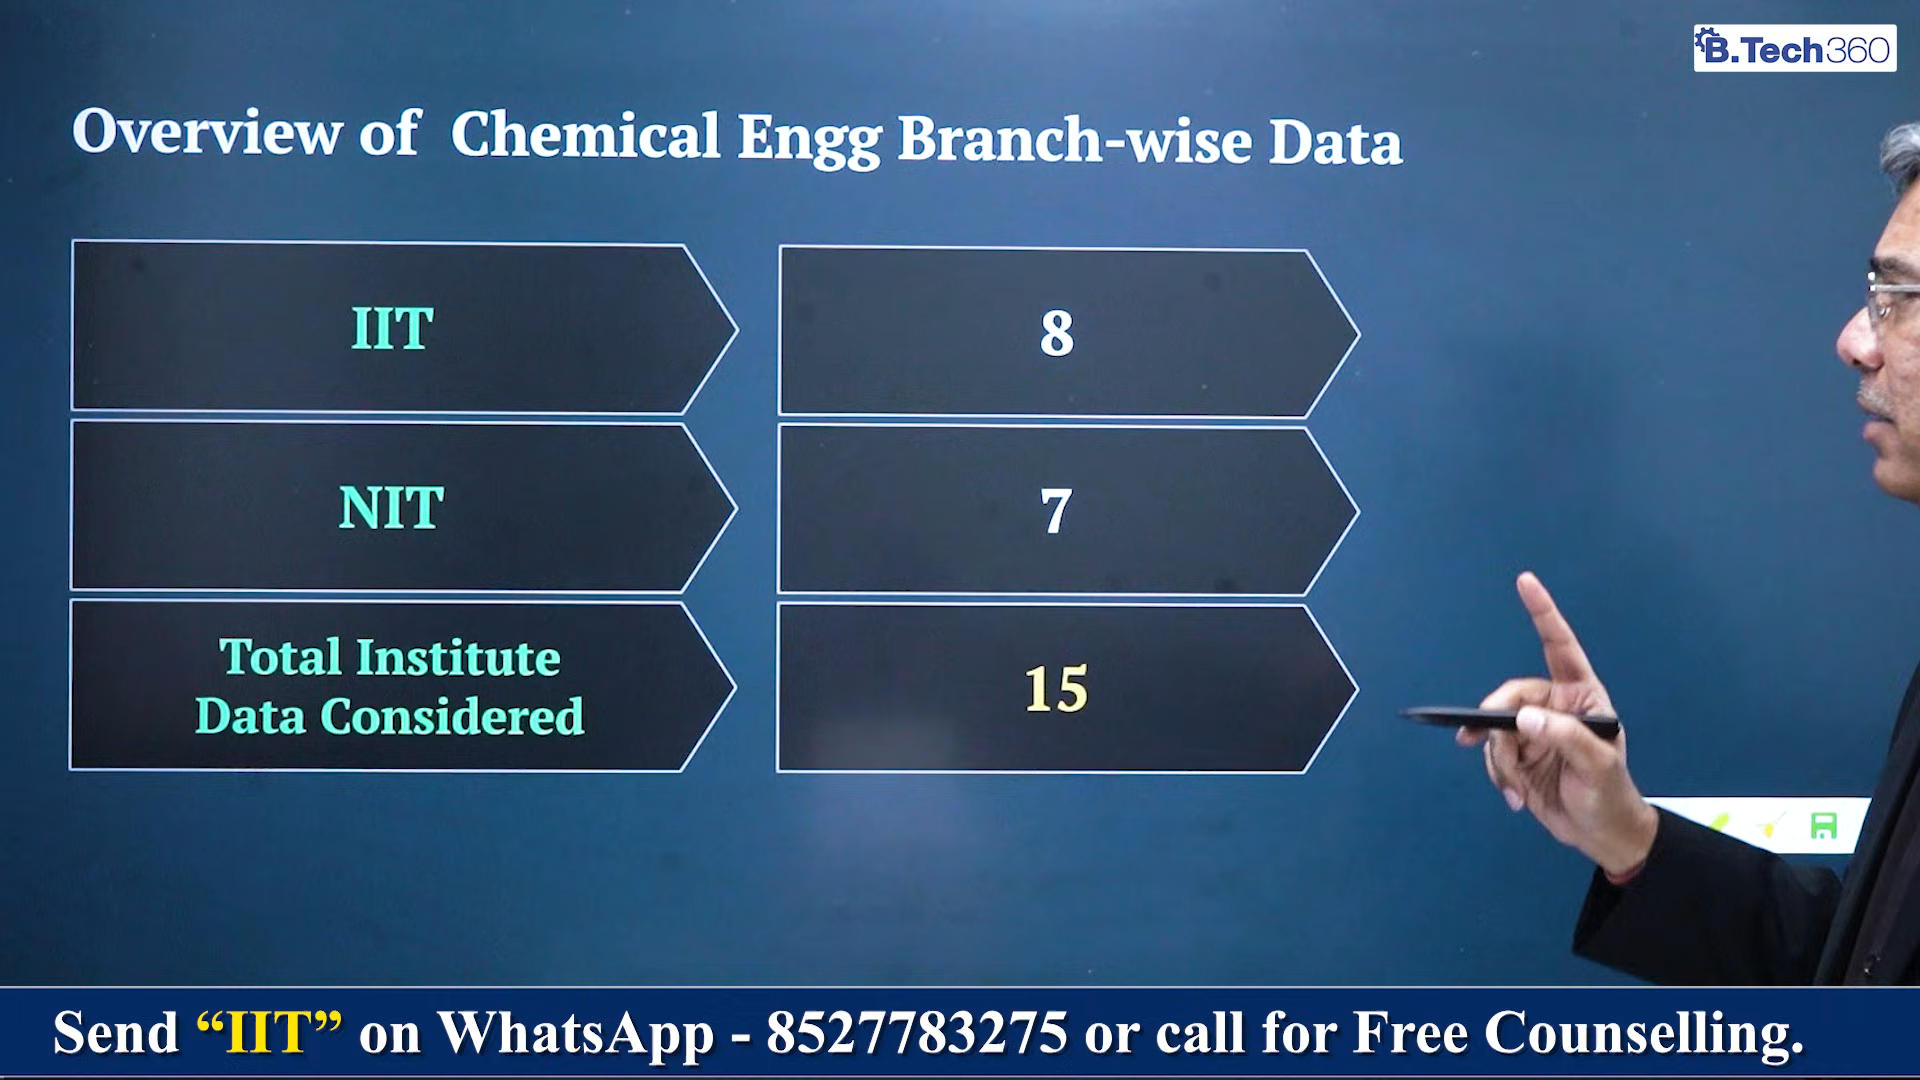 B.Tech360
Overview of Chemical Engg Branch-wise Data
IIT
8
NIT
7
Total Institute
Data Considered
15
Send “IIT” on WhatsApp - 8527783275 or call for Free Counselling.